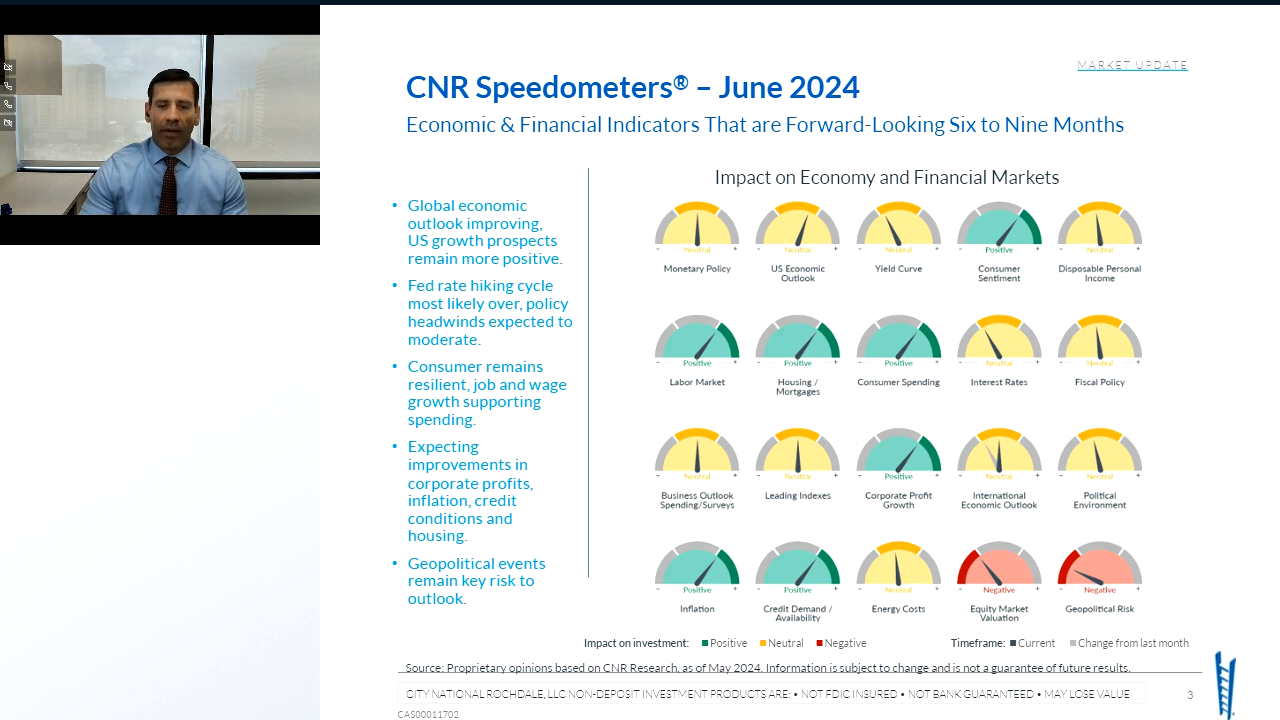 MARKET UPDATE
CNR Speedometers® – June 2024
Economic & Financial Indicators That are Forward-Looking Six to Nine Months
• Global economic
outlook improving,
US growth prospects
remain more positive.
• Fed rate hiking cycle
most likely over, policy
headwinds expected to
moderate.
• Consumer remains
resilient, job and wage
growth supporting
spending.
• Expecting
improvements in
corporate profits,
inflation, credit
conditions and
housing.
• Geopolitical events
remain key risk to
outlook.
Impact on Economy and Financial Markets
- Neutral + - Neutral + - Neutral + - Positive + - Neutral +
Monetary Policy US Economic Yield Curve Consumer Disposable Personal
Outlook Sentiment Income
- Positive + - Positive + - Positive + - Neutral + - Neutral +
Labor Market Housing / Consumer Spending Interest Rates Fiscal Policy
Mortgages
- Neutral + - Neutral + - Positive + - Neutral + - Neutral +
Business Outlook Leading Indexes Corporate Profit International Political
Spending/Surveys Growth Economic Outlook Environment
- Positive + - Positive + - Neutral + - Negative + - Negative +
Inflation Credit Demand / Energy Costs Equity Market Geopolitical Risk
Availability Valuation
Impact on investment: Positive Neutral Negative Timeframe: Current Change from last month
Source: Proprietary opinions based on CNR Research, as of May 2024. Information is subject to change and is not a guarantee of future results.
CITY NATIONAL ROCHDALE, LLC NON-DEPOSIT INVESTMENT PRODUCTS ARE: • NOT FDIC INSURED • NOT BANK GUARANTEED • MAY LOSE VALUE 3
CAS00011702